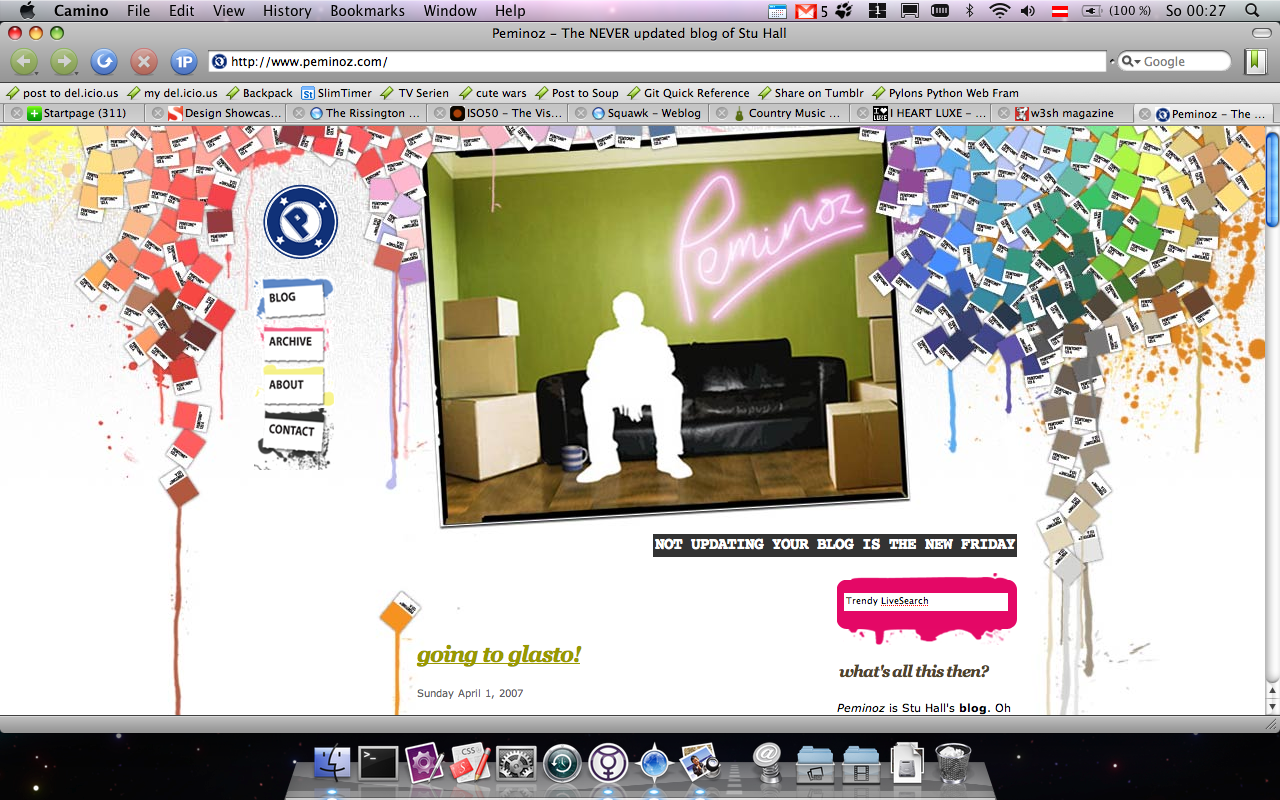 Camino File Edit View History Bookmarks Window Help 5 1 (100 %) So 00:27
Peminoz – The NEVER updated blog of Stu Hall
1P http://www.peminoz.com/ Google
post to del.icio.us my del.icio.us Backpack St SlimTimer TV Serien cute wars Post to Soup Git Quick Reference Share on Tumblr Pylons Python Web Fram
Startpage (311) Design Showcas... The Rissington ... ISO50 – The Vis... Squawk – Weblog Country Music ... I HEART LUXE – ... w3sh magazine Peminoz – The ...
P
Peminoz
BLOG
ARCHIVE
ABOUT
CONTACT
NOT UPDATING YOUR BLOG IS THE NEW FRIDAY
Trendy LiveSearch
going to glasto!
Sunday April 1, 2007
what's all this then?
Peminoz is Stu Hall's blog. Oh